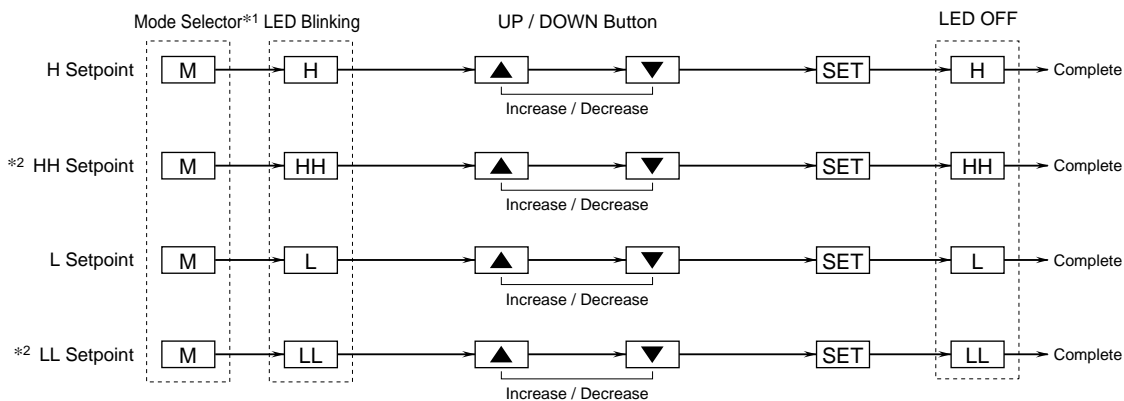 Mode Selector*1 LED Blinking UP / DOWN Button LED OFF
H Setpoint M H ▲ ▼ SET H Complete
Increase / Decrease
*2 HH Setpoint M HH ▲ ▼ SET HH Complete
Increase / Decrease
L Setpoint M L ▲ ▼ SET L Complete
Increase / Decrease
*2 LL Setpoint M LL ▲ ▼ SET LL Complete
Increase / Decrease